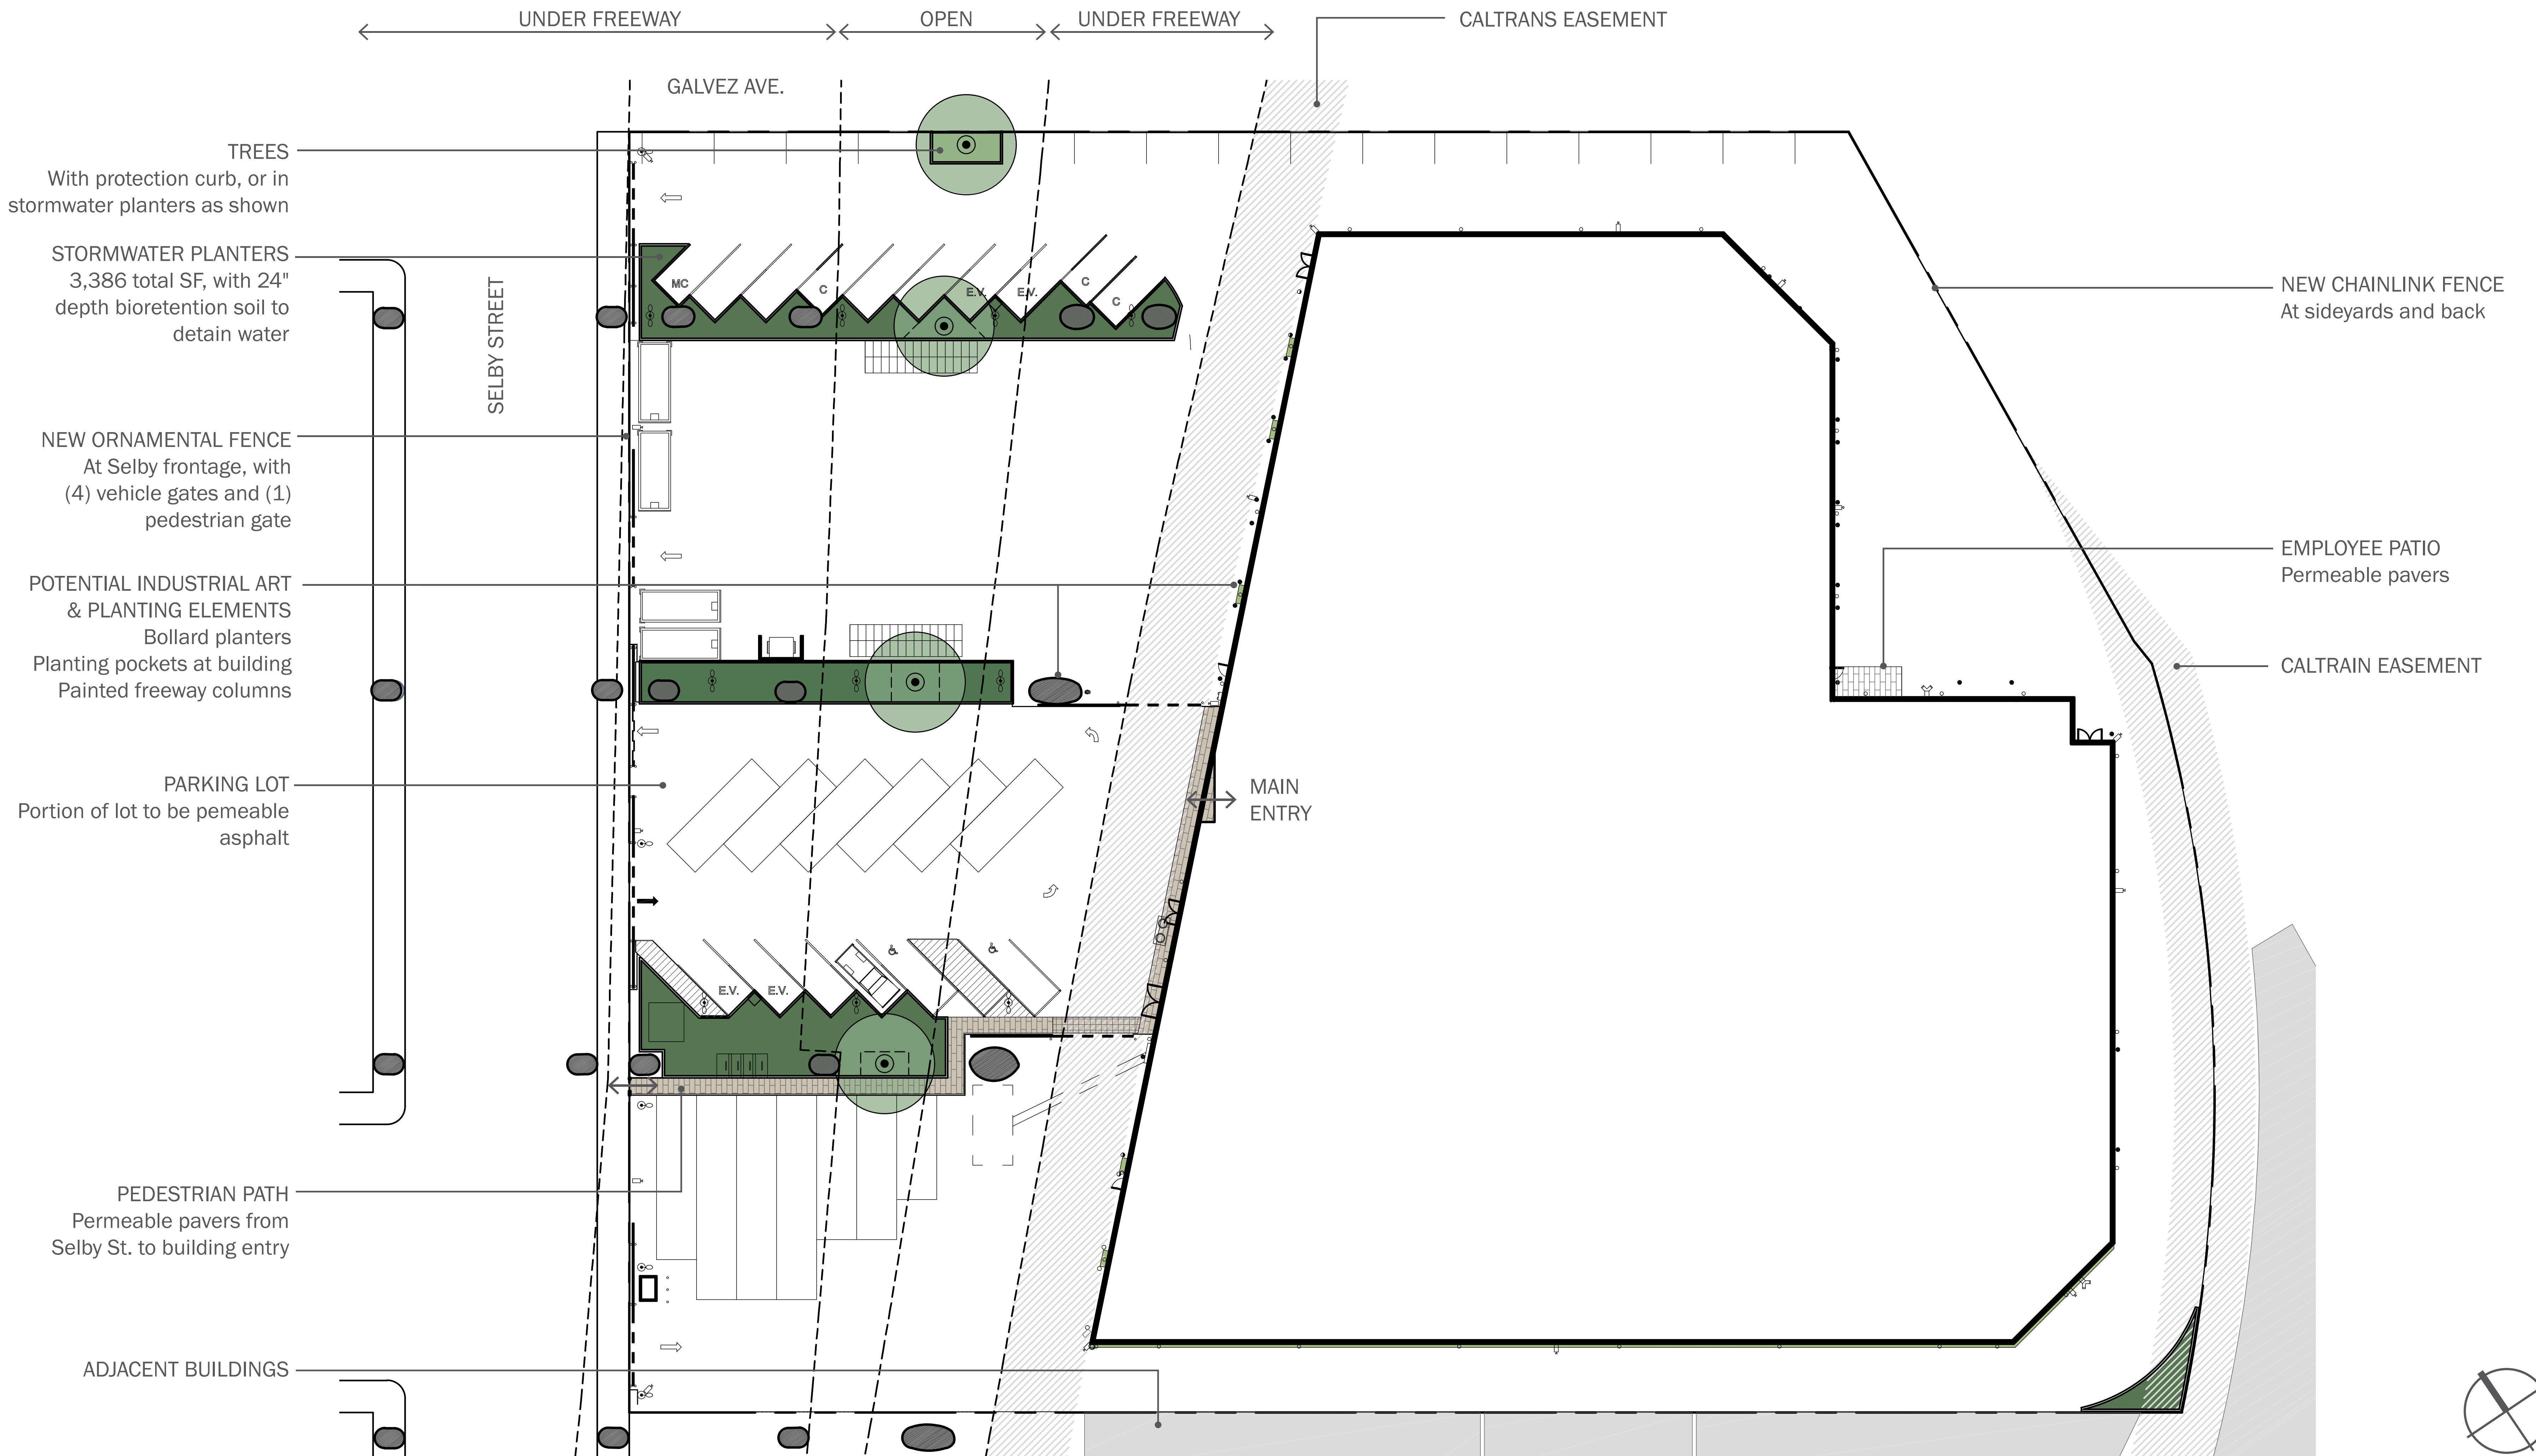 UNDER FREEWAY
OPEN
UNDER FREEWAY
CALTRANS EASEMENT
GALVEZ AVE.
TREES
With protection curb, or in
stormwater planters as shown
STORMWATER PLANTERS
3,386 total SF, with 24"
depth bioretention soil to
detain water
SELBY STREET
NEW ORNAMENTAL FENCE
At Selby frontage, with
(4) vehicle gates and (1)
pedestrian gate
POTENTIAL INDUSTRIAL ART
& PLANTING ELEMENTS
Bollard planters
Planting pockets at building
Painted freeway columns
PARKING LOT
Portion of lot to be pemeable
asphalt
PEDESTRIAN PATH
Permeable pavers from
Selby St. to building entry
ADJACENT BUILDINGS
MC
C
E.V.
E.V.
C
C
MAIN
ENTRY
E.V.
E.V.
NEW CHAINLINK FENCE
At sideyards and back
EMPLOYEE PATIO
Permeable pavers
CALTRAIN EASEMENT